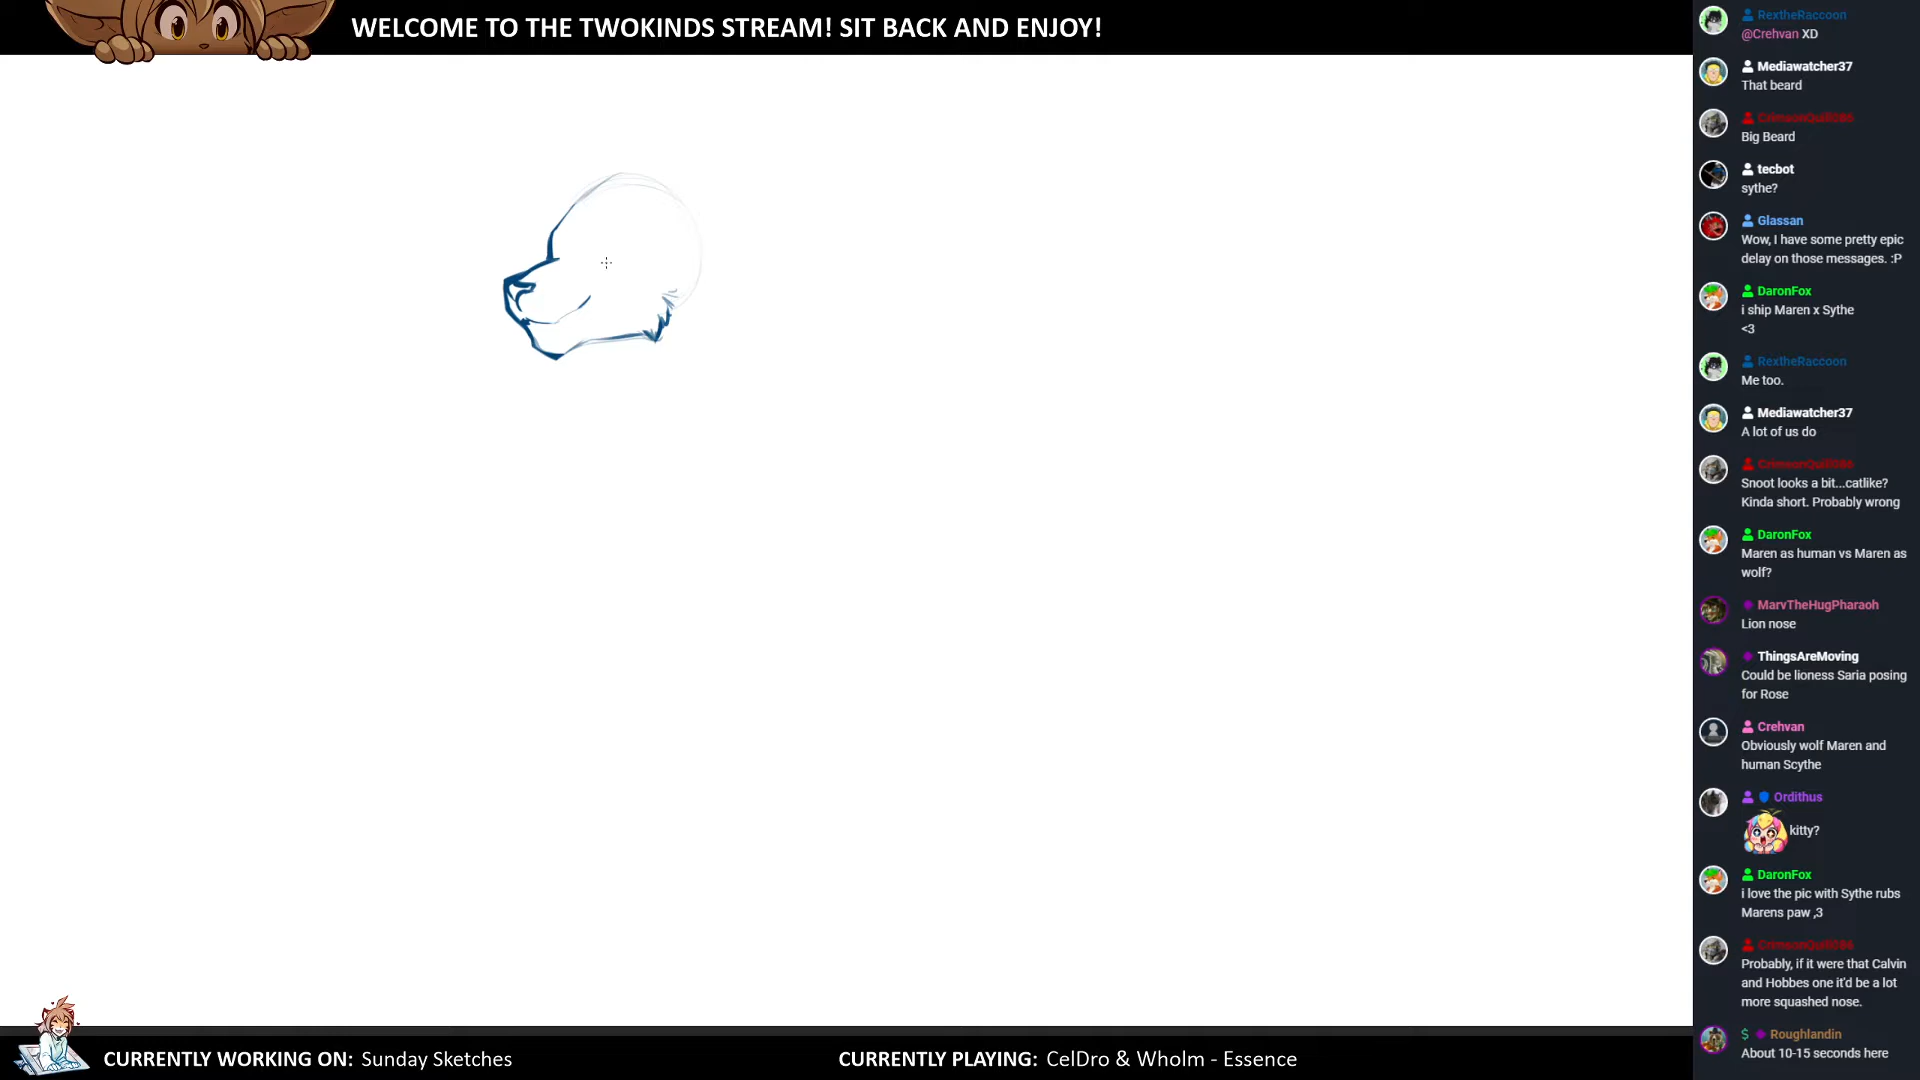 WELCOME TO THE TWOKINDS STREAM! SIT BACK AND ENJOY!
RextheRaccoon
@Crehvan XD
Mediawatcher37
That beard
CrimsonQuill086
Big Beard
tecbot
sythe?
Glassan
Wow, I have some pretty epic
delay on those messages. :P
DaronFox
i ship Maren x Sythe
<3
RextheRaccoon
Me too.
Mediawatcher37
A lot of us do
CrimsonQuill086
Snoot looks a bit...catlike?
Kinda short. Probably wrong
DaronFox
Maren as human vs Maren as
wolf?
MarvTheHugPharaoh
Lion nose
ThingsAreMoving
Could be lioness Saria posing
for Rose
Crehvan
Obviously wolf Maren and
human Scythe
Ordithus
kitty?
DaronFox
i love the pic with Sythe rubs
Marens paw ,3
CrimsonQuill086
Probably, if it were that Calvin
and Hobbes one it'd be a lot
more squashed nose.
$ Roughlandin
About 10-15 seconds here
CURRENTLY WORKING ON: Sunday Sketches
CURRENTLY PLAYING: CelDro & Wholm - Essence